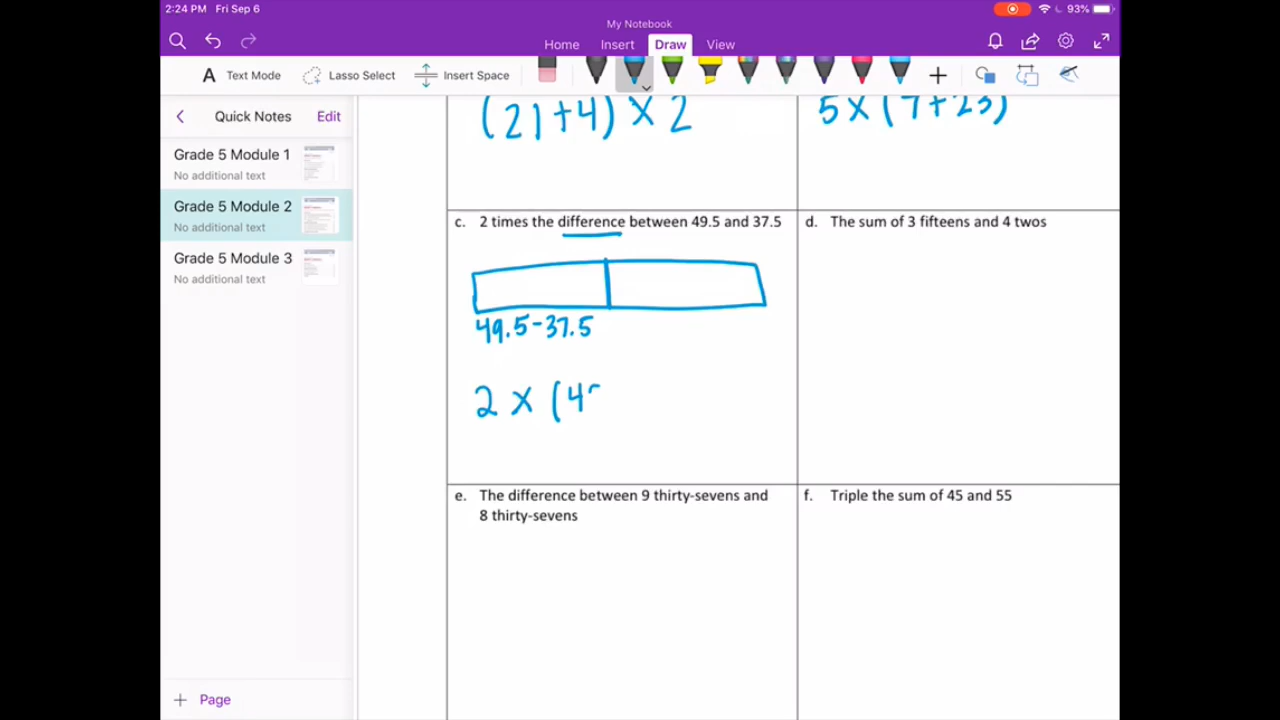 2:24 PM Fri Sep 6
93%
My Notebook
Home Insert Draw View
Text Mode Lasso Select Insert Space
Quick Notes Edit
Grade 5 Module 1
No additional text
Grade 5 Module 2
No additional text
Grade 5 Module 3
No additional text
+ Page
(21+4) x 2
5 x (7+23)
c. 2 times the difference between 49.5 and 37.5
49.5-37.5
2 x (4
d. The sum of 3 fifteens and 4 twos
e. The difference between 9 thirty-sevens and
8 thirty-sevens
f. Triple the sum of 45 and 55